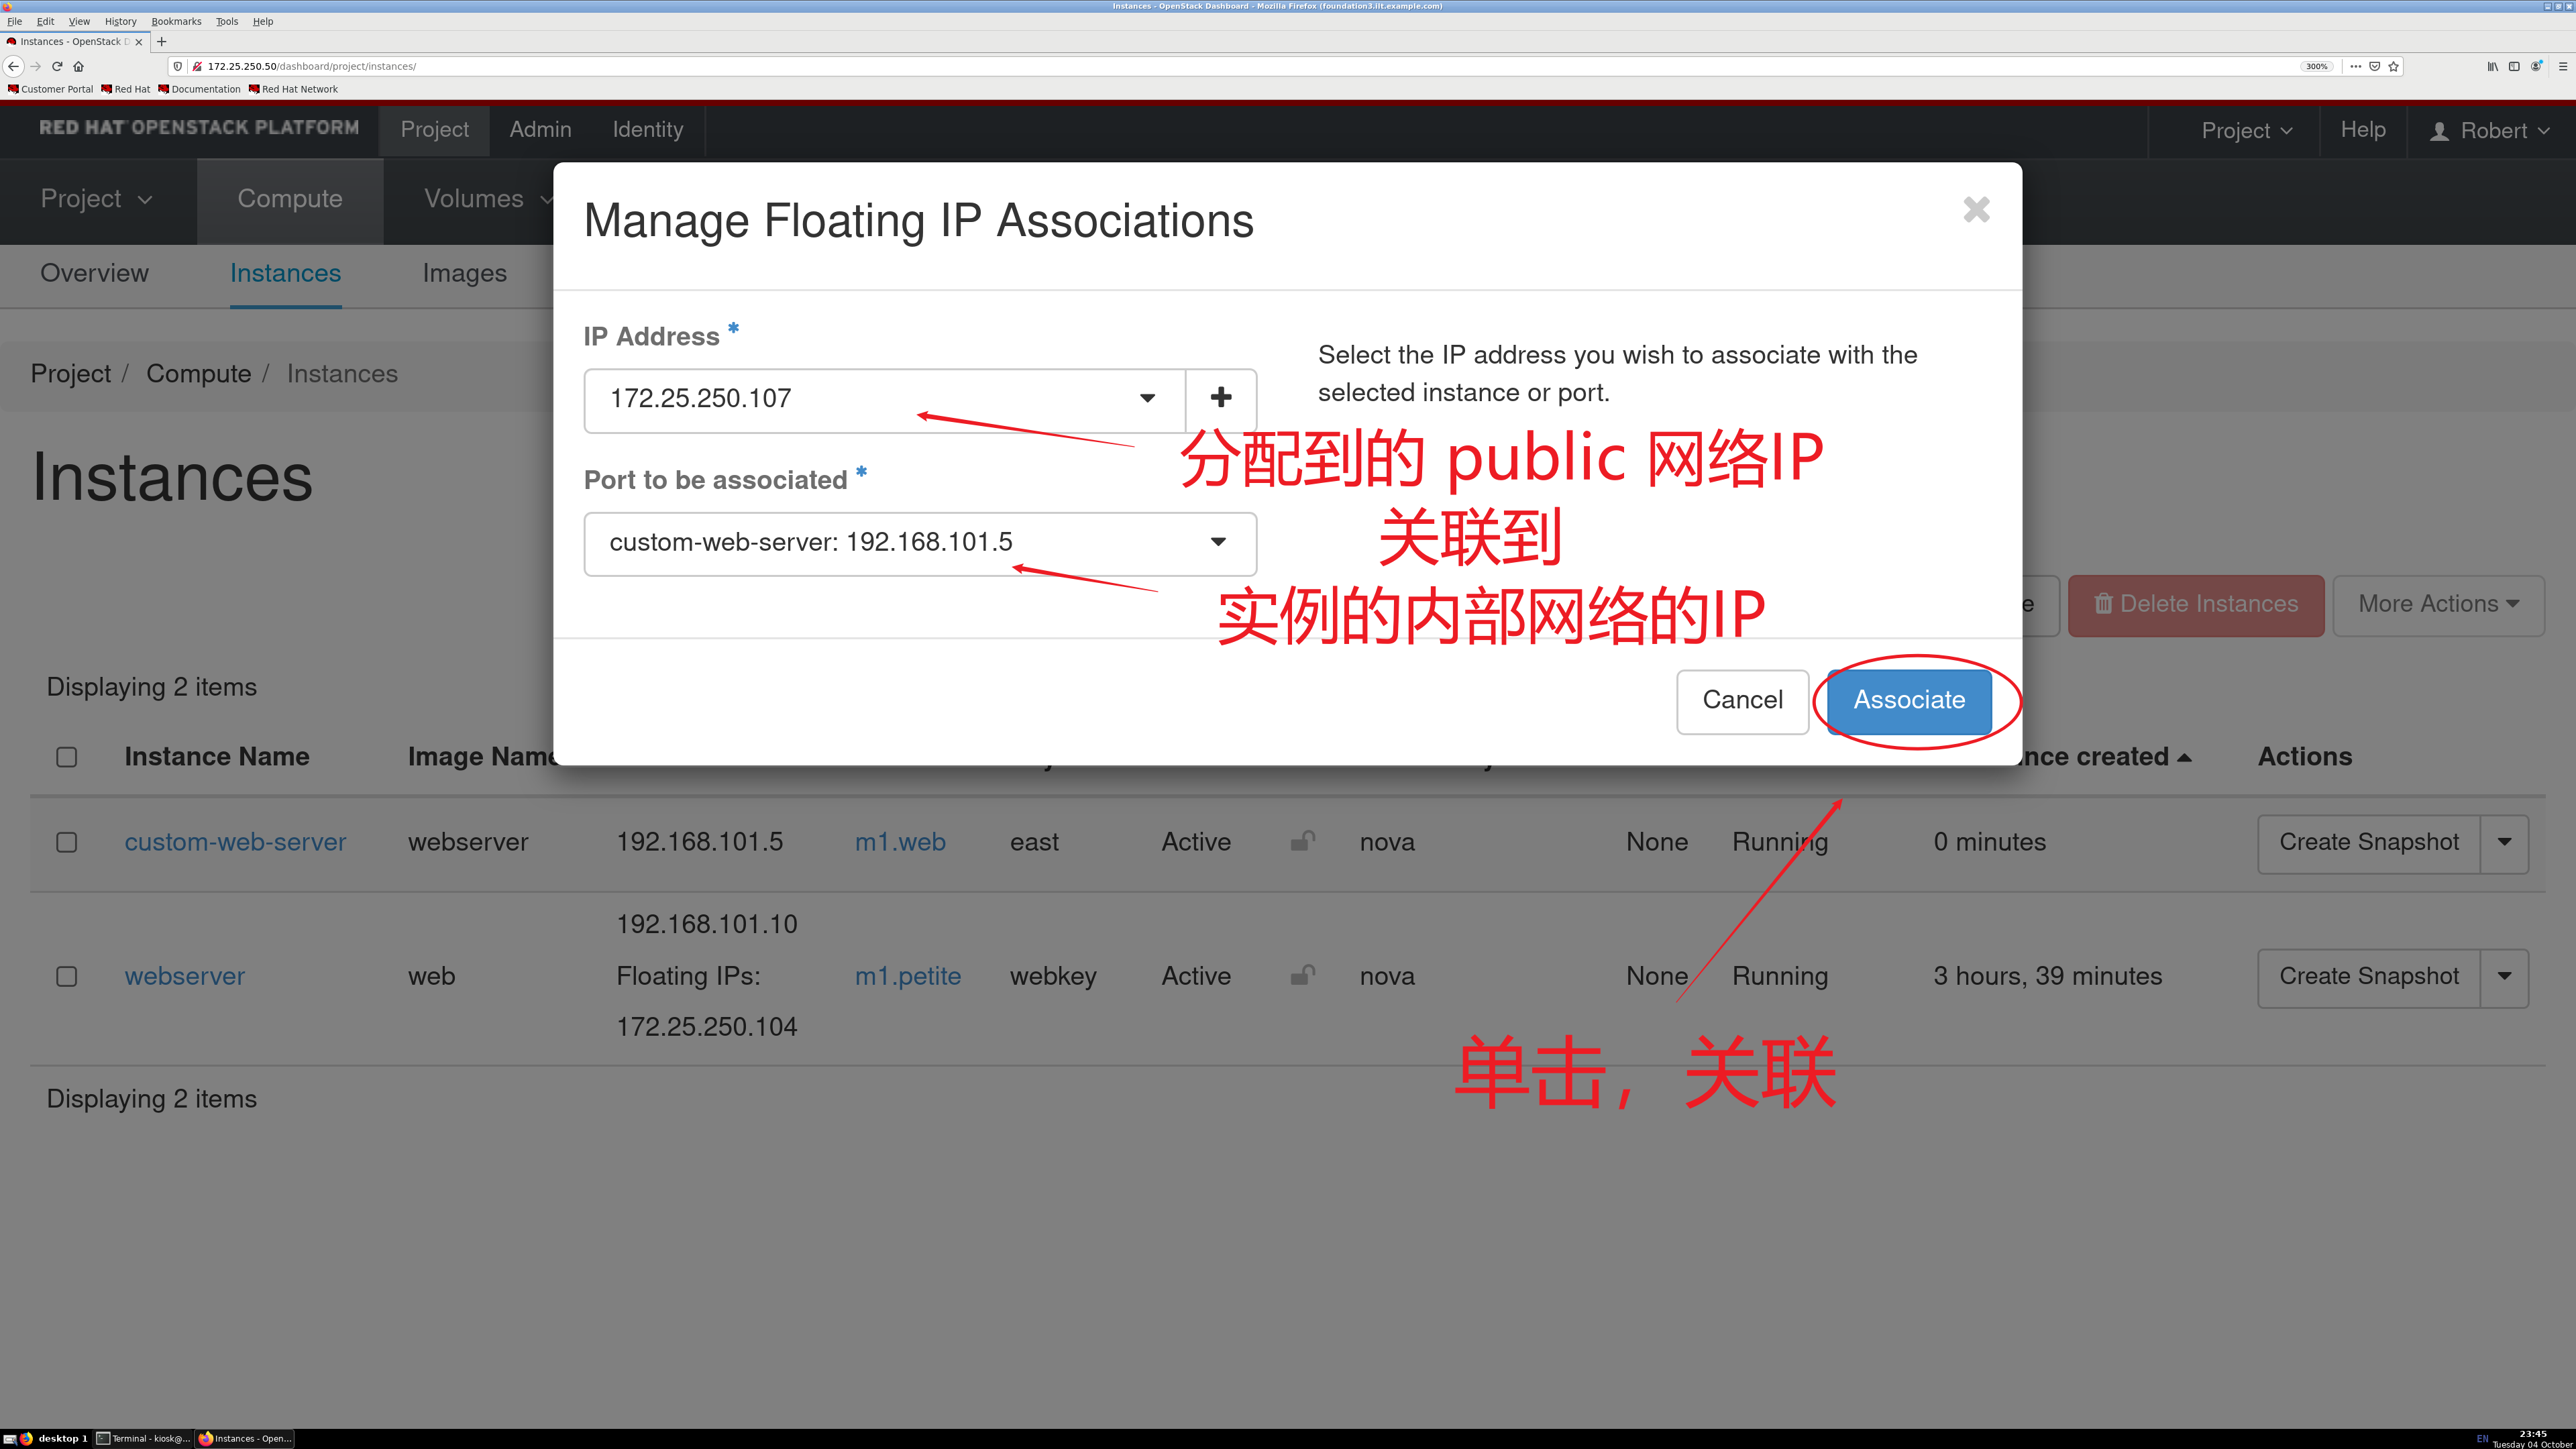 Instances - OpenStack Dashboard - Mozilla Firefox (foundation3.ilt.example.com)
File Edit View History Bookmarks Tools Help
Instances - OpenStack D
172.25.250.50/dashboard/project/instances/
300%
Customer Portal Red Hat Documentation Red Hat Network
RED HAT OPENSTACK PLATFORM Project Admin Identity Project Help Robert
Project Compute Volumes
Manage Floating IP Associations
Overview Instances Images
IP Address *
172.25.250.107
Select the IP address you wish to associate with the
selected instance or port.
Project / Compute / Instances
分配到的 public 网络IP
Instances
Port to be associated *
custom-web-server: 192.168.101.5
关联到
实例的内部网络的IP
e Delete Instances More Actions
Cancel Associate
Displaying 2 items
Instance Name Image Name nce created Actions
custom-web-server webserver 192.168.101.5 m1.web east Active nova None Running 0 minutes Create Snapshot
192.168.101.10
webserver web Floating IPs: m1.petite webkey Active nova None Running 3 hours, 39 minutes Create Snapshot
172.25.250.104
单击，关联
Displaying 2 items
desktop 1 Terminal - kiosk@... Instances - Open... EN 23:45
Tuesday 04 October